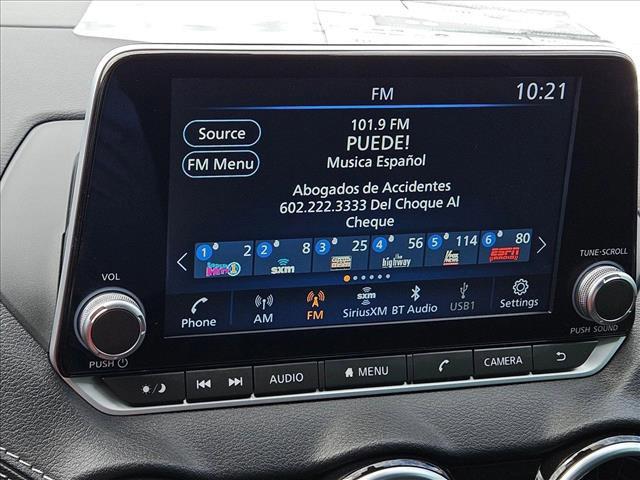 FM
10:21
Source
FM Menu
101.9 FM
PUEDE!
Musica Español
Abogados de Accidentes
602.222.3333 Del Choque Al
Cheque
1 2
2 8
sxm
3 25
4 56
the highway
5 114
6 80
ESPN
RADIO
Phone
AM
FM
sxm
SiriusXM
BT Audio
USB1
Settings
VOL
PUSH
TUNE·SCROLL
PUSH SOUND
AUDIO
MENU
CAMERA